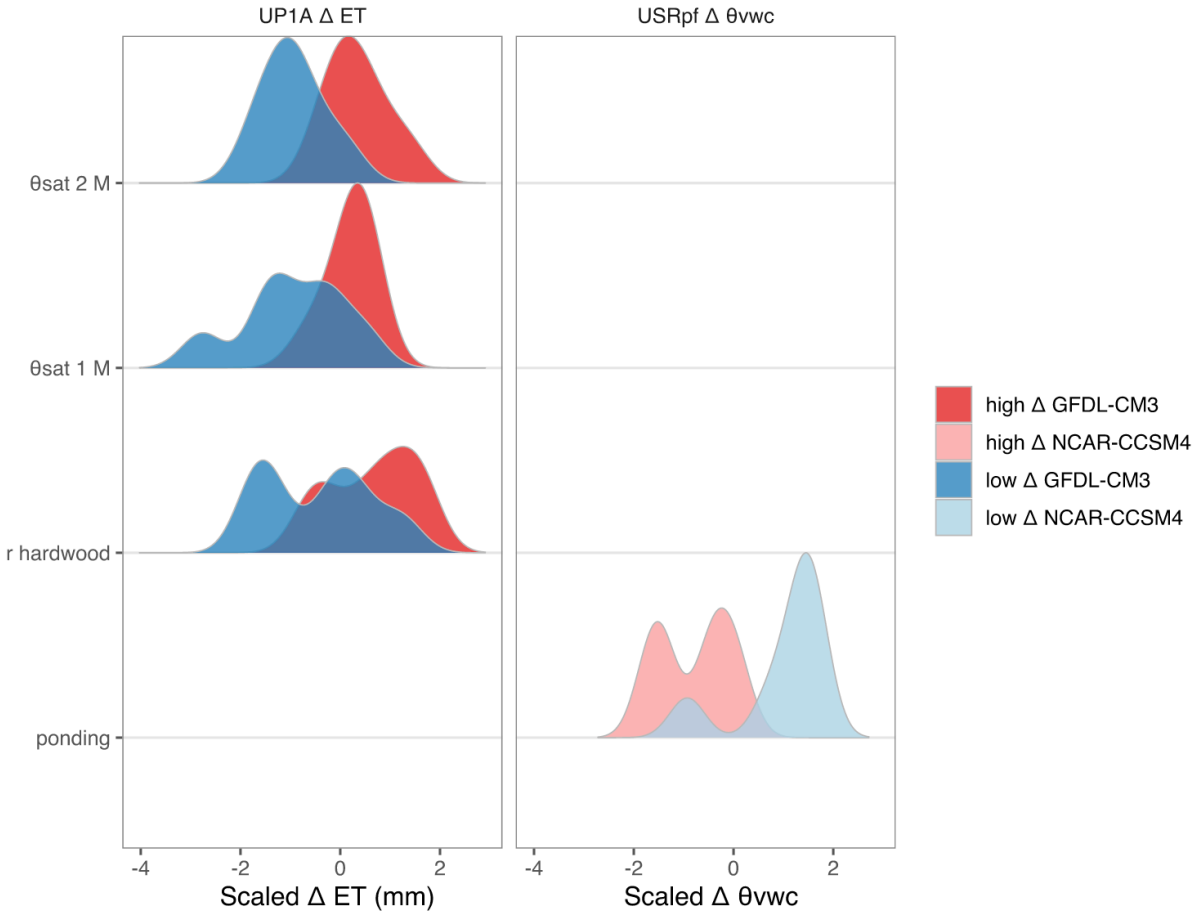 UP1A Δ ET
USRpf Δ θvwc
θsat 2 M
θsat 1 M
r hardwood
ponding
-4 -2 0 2
-4 -2 0 2
Scaled Δ ET (mm)
Scaled Δ θvwc
high Δ GFDL-CM3
high Δ NCAR-CCSM4
low Δ GFDL-CM3
low Δ NCAR-CCSM4